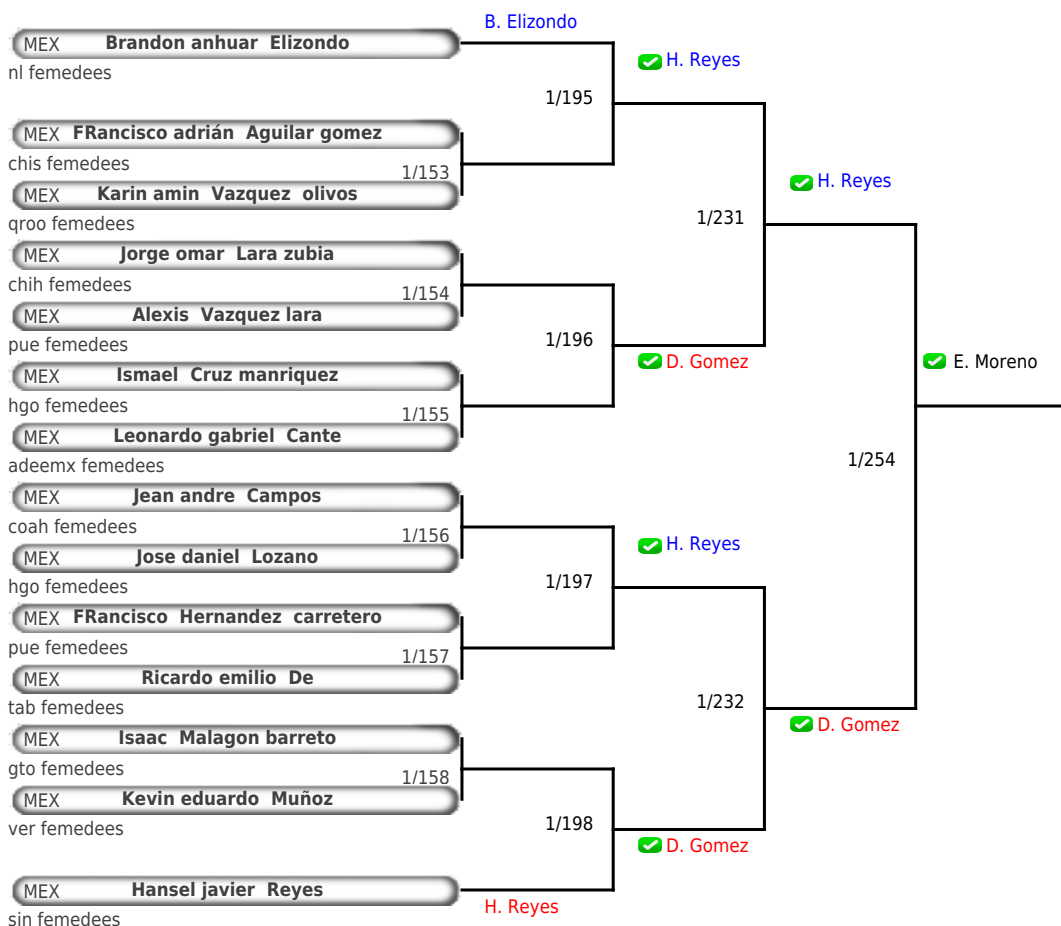 B. Elizondo
MEX Brandon anhuar Elizondo
nl femedees
H. Reyes
1/195
MEX FRancisco adrián Aguilar gomez
chis femedees
1/153
MEX Karin amin Vazquez olivos
qroo femedees
H. Reyes
1/231
MEX Jorge omar Lara zubia
chih femedees
1/154
MEX Alexis Vazquez lara
pue femedees
1/196
D. Gomez
E. Moreno
MEX Ismael Cruz manriquez
hgo femedees
1/155
MEX Leonardo gabriel Cante
adeemx femedees
1/254
MEX Jean andre Campos
coah femedees
1/156
H. Reyes
MEX Jose daniel Lozano
hgo femedees
1/197
MEX FRancisco Hernandez carretero
pue femedees
1/157
MEX Ricardo emilio De
tab femedees
1/232
D. Gomez
MEX Isaac Malagon barreto
gto femedees
1/158
MEX Kevin eduardo Muñoz
ver femedees
1/198
D. Gomez
MEX Hansel javier Reyes
H. Reyes
sin femedees